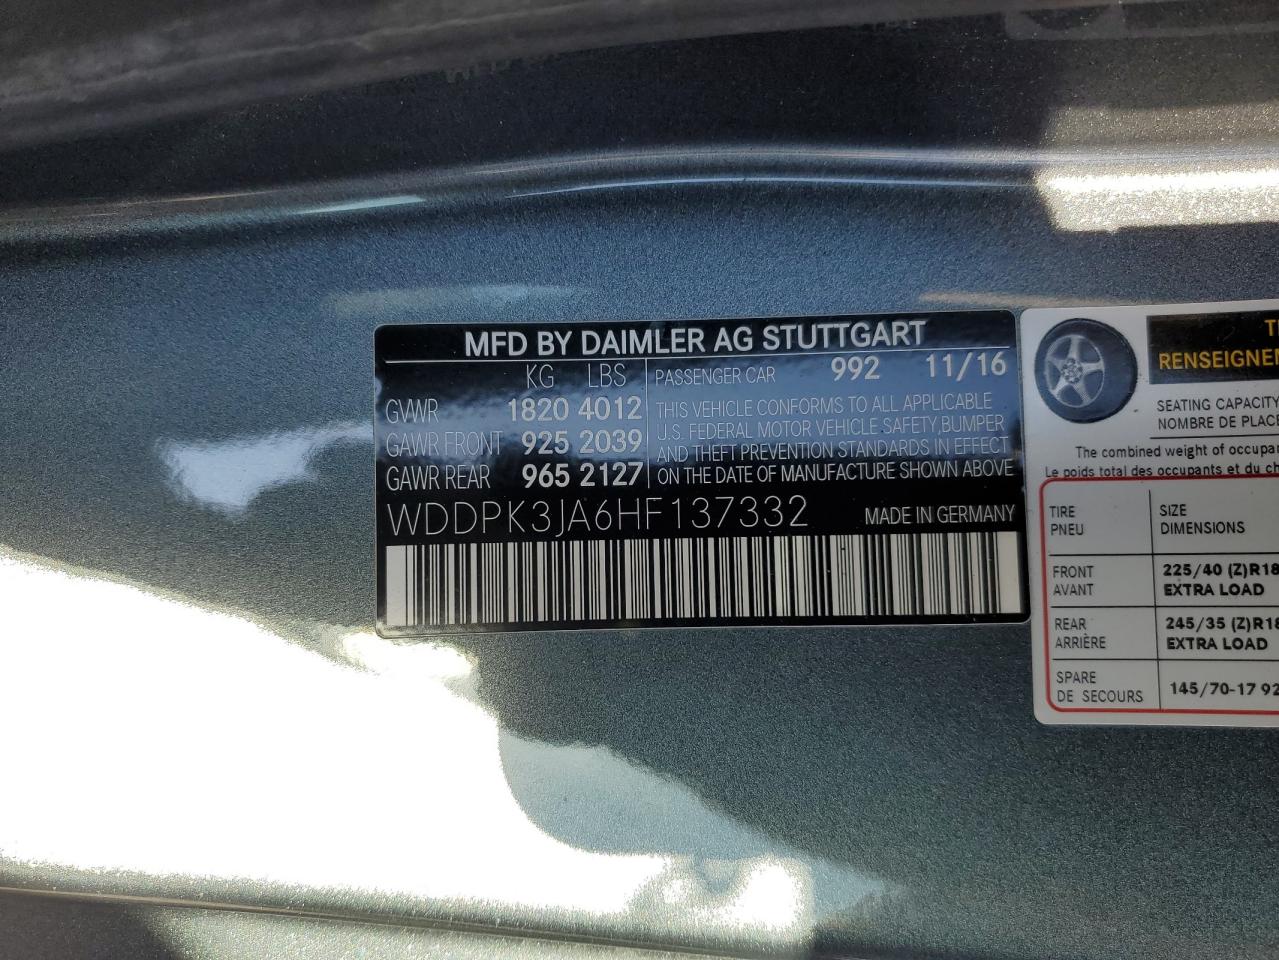 MFD BY DAIMLER AG STUTTGART
KG LBS
GVWR 1820 4012
GAWR FRONT 925 2039
GAWR REAR 965 2127
PASSENGER CAR 992 11/16
THIS VEHICLE CONFORMS TO ALL APPLICABLE
U.S. FEDERAL MOTOR VEHICLE SAFETY,BUMPER
AND THEFT PREVENTION STANDARDS IN EFFECT
ON THE DATE OF MANUFACTURE SHOWN ABOVE
WDDPK3JA6HF137332 MADE IN GERMANY
RENSEIGNEM
SEATING CAPACITY
NOMBRE DE PLACE
The combined weight of occupa
Le poids total des occupants et du ch
TIRE SIZE
PNEU DIMENSIONS
FRONT 225/40 (Z)R18
AVANT EXTRA LOAD
REAR 245/35 (Z)R18
ARRIÈRE EXTRA LOAD
SPARE
DE SECOURS 145/70-17 92